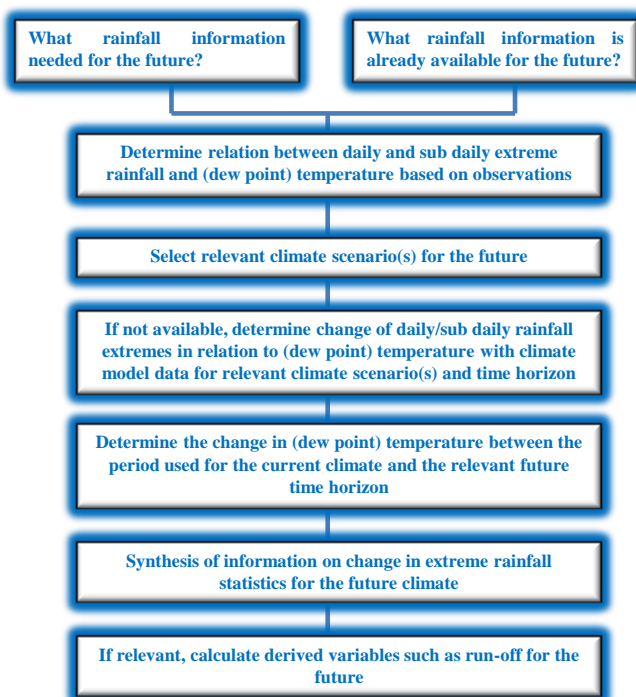 What rainfall information
needed for the future?
What rainfall information is
already available for the future?
Determine relation between daily and sub daily extreme
rainfall and (dew point) temperature based on observations
Select relevant climate scenario(s) for the future
If not available, determine change of daily/sub daily rainfall
extremes in relation to (dew point) temperature with climate
model data for relevant climate scenario(s) and time horizon
Determine the change in (dew point) temperature between the
period used for the current climate and the relevant future
time horizon
Synthesis of information on change in extreme rainfall
statistics for the future climate
If relevant, calculate derived variables such as run-off for the
future